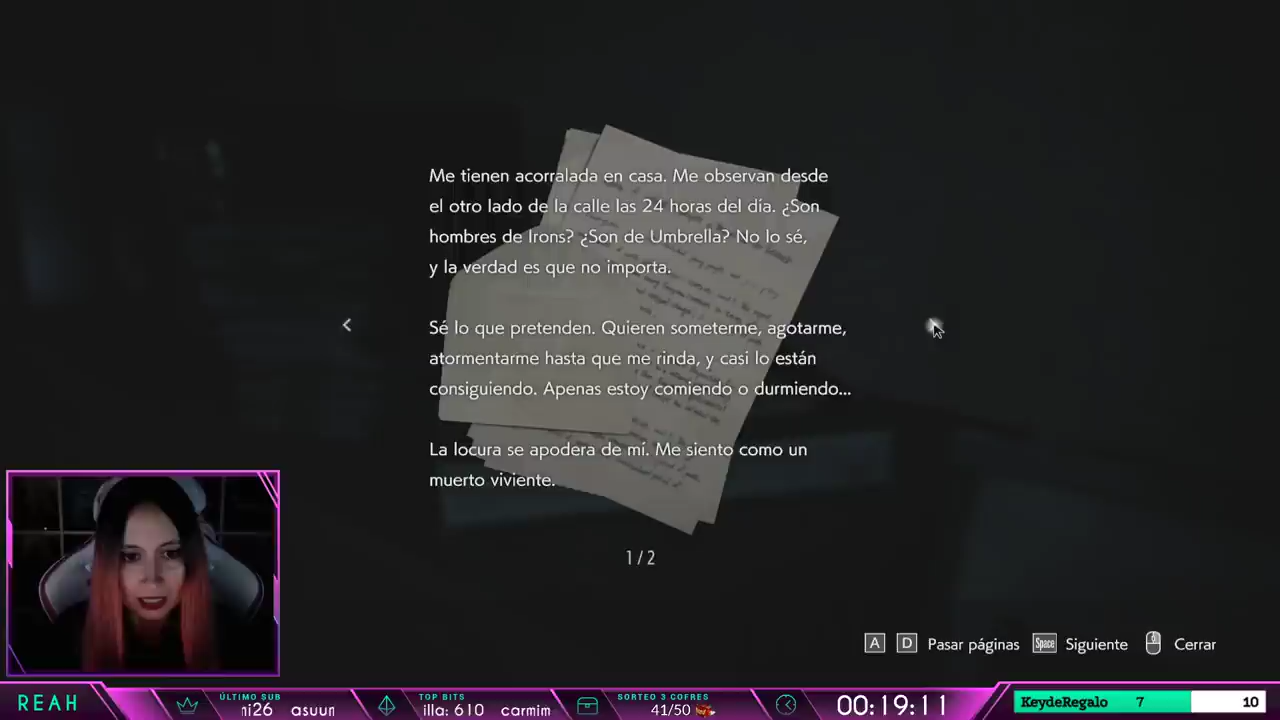 Me tienen acorralada en casa. Me observan desde
el otro lado de la calle las 24 horas del día. ¿Son
hombres de Irons? ¿Son de Umbrella? No lo sé,
y la verdad es que no importa.
Sé lo que pretenden. Quieren someterme, agotarme,
atormentarme hasta que me rinda, y casi lo están
consiguiendo. Apenas estoy comiendo o durmiendo...
La locura se apodera de mí. Me siento como un
muerto viviente.
1 / 2
A D Pasar páginas Space Siguiente Cerrar
REAH
ÚLTIMO SUB
ni26 asuun
TOP BITS
illa: 610 carmim
SORTEO 3 COFRES
41/50
00:19:11
KeydeRegalo 7 10